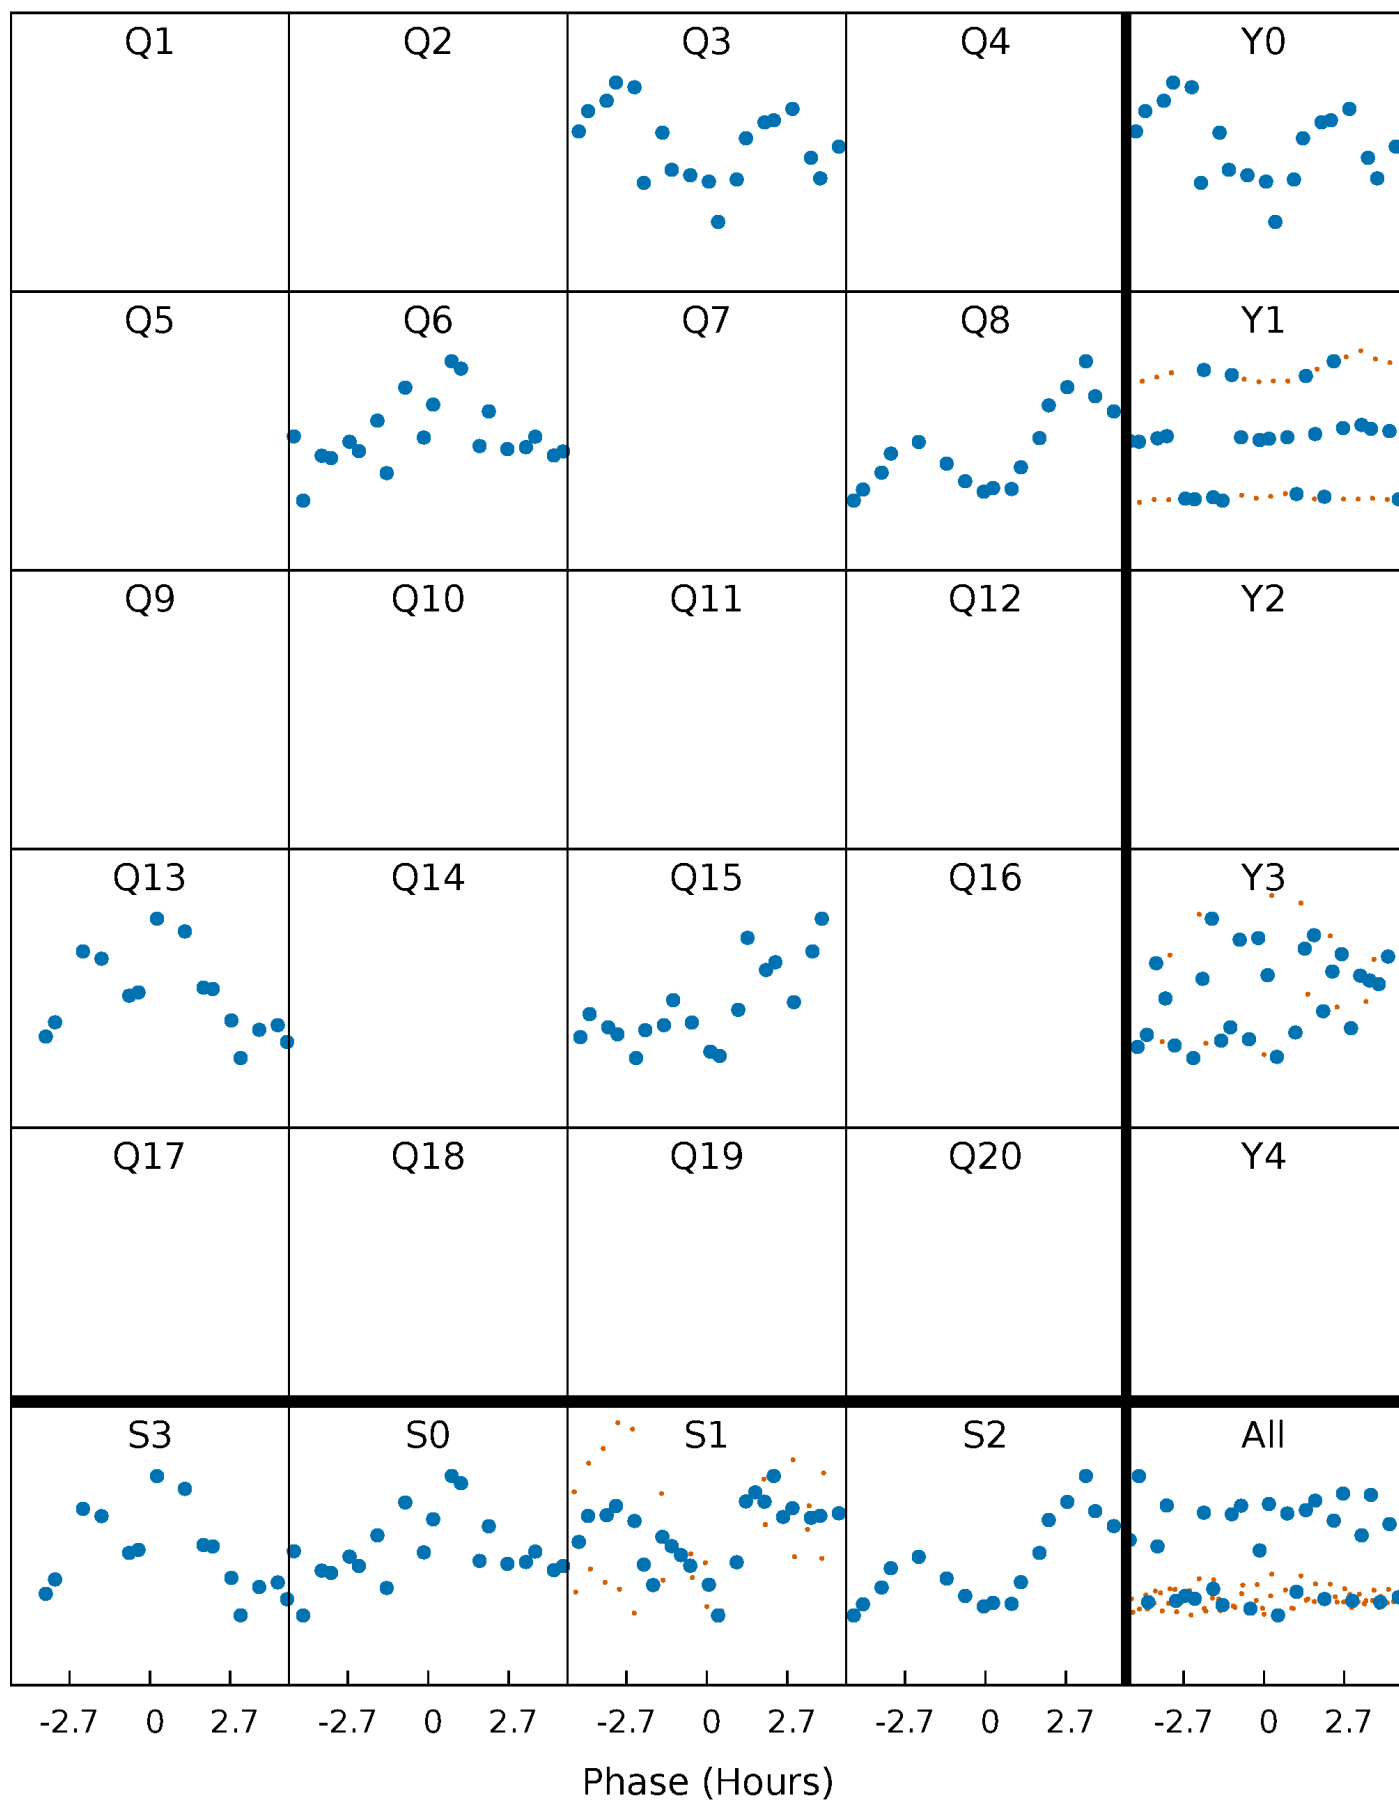 Q1 Q2 Q3 Q4 Y0
Q5 Q6 Q7 Q8 Y1
Q9 Q10 Q11 Q12 Y2
Q13 Q14 Q15 Q16 Y3
Q17 Q18 Q19 Q20 Y4
S3 S0 S1 S2 All
-2.7 0 2.7 -2.7 0 2.7 -2.7 0 2.7 -2.7 0 2.7 -2.7 0 2.7
Phase (Hours)